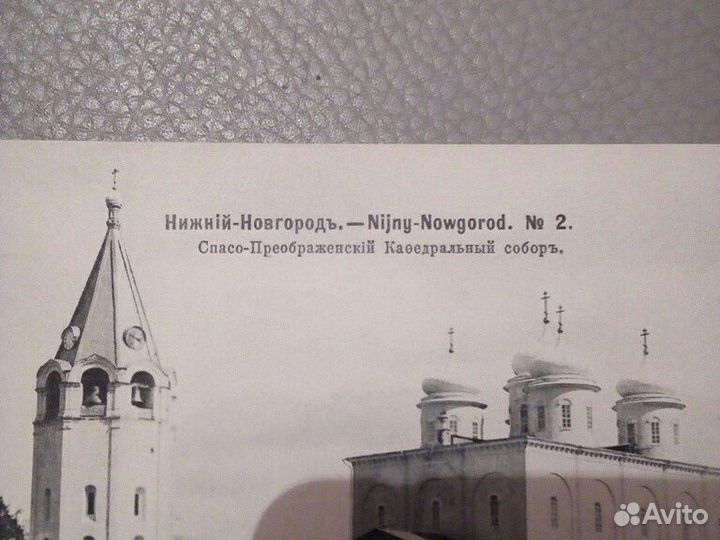 Нижній-Новгородъ.—Nijny-Nowgorod. № 2.
Спасо-Преображенскій Каѳедральный соборъ.
Avito